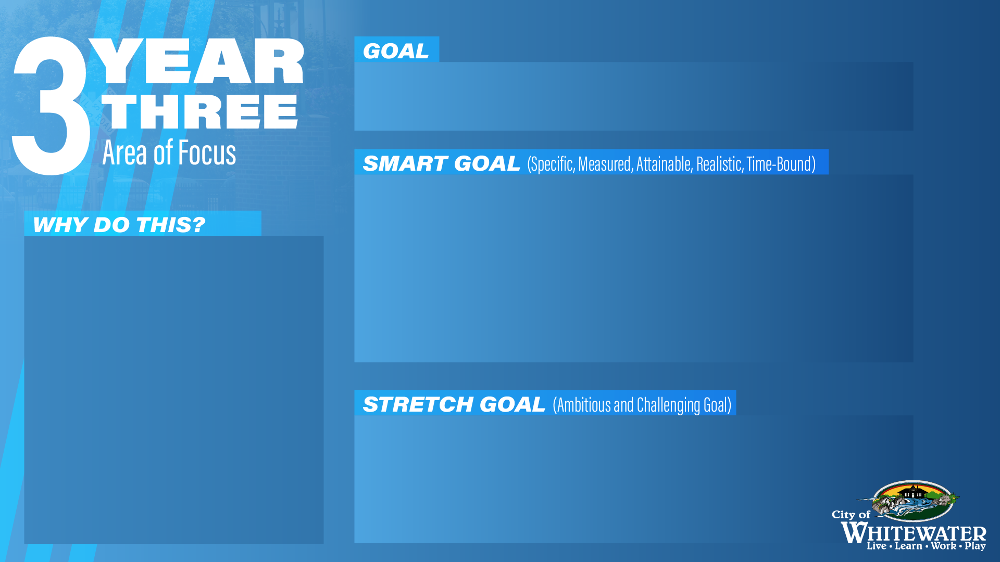 3 YEAR
THREE
Area of Focus
WHY DO THIS?
GOAL
SMART GOAL (Specific, Measured, Attainable, Realistic, Time-Bound)
STRETCH GOAL (Ambitious and Challenging Goal)
City of
WHITEWATER
Live • Learn • Work • Play